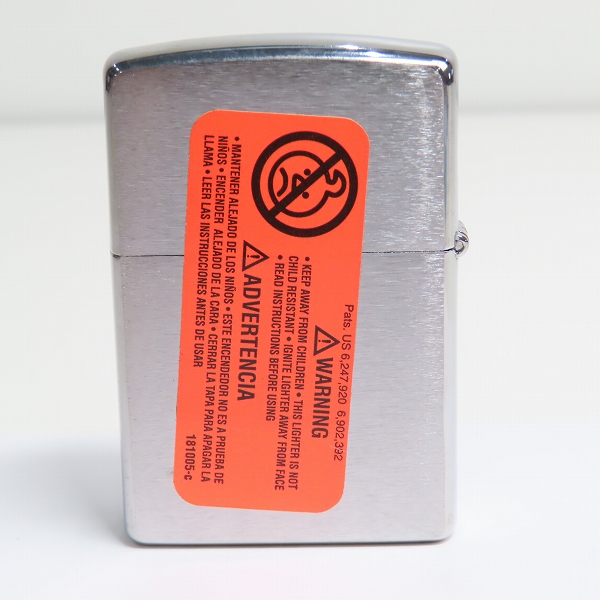 Pats. US 6,247,920 6,902,392
WARNING
• KEEP AWAY FROM CHILDREN • THIS LIGHTER IS NOT
CHILD RESISTANT • IGNITE LIGHTER AWAY FROM FACE
• READ INSTRUCTIONS BEFORE USING
ADVERTENCIA
• MANTENER ALEJADO DE LOS NIÑOS • ESTE ENCENDEDOR NO ES A PRUEBA DE
NIÑOS • ENCENDER ALEJADO DE LA CARA • CERRAR LA TAPA PARA APAGAR LA
LLAMA • LEER LAS INSTRUCCIONES ANTES DE USAR
181005-c